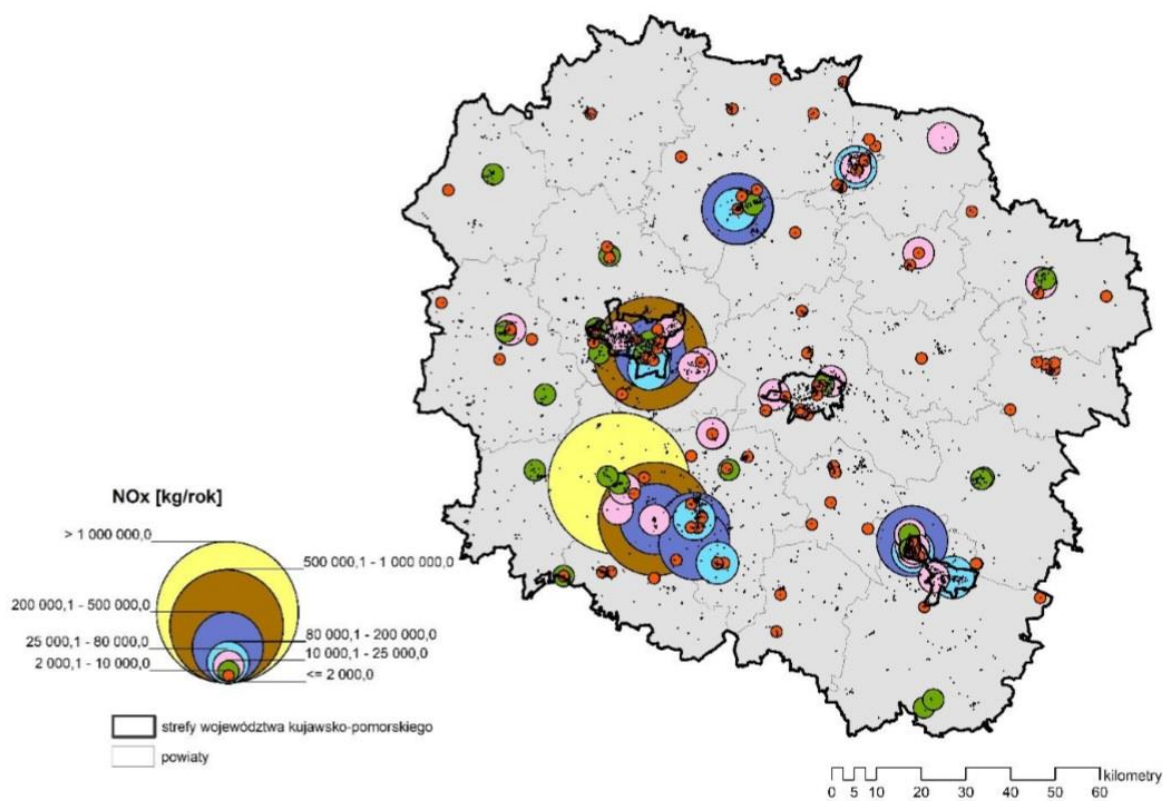 NOx [kg/rok]
> 1 000 000,0
500 000,1 - 1 000 000,0
200 000,1 - 500 000,0
80 000,1 - 200 000,0
25 000,1 - 80 000,0
10 000,1 - 25 000,0
2 000,1 - 10 000,0
<= 2 000,0
strefy województwa kujawsko-pomorskiego
powiaty
kilometry
0 5 10 20 30 40 50 60